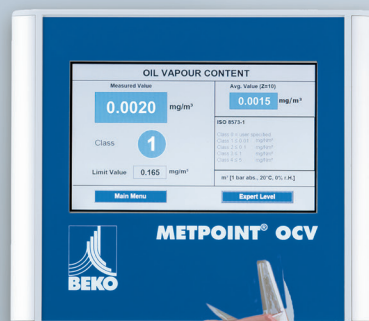 OIL VAPOUR CONTENT
Measured Value
0.0020 mg/m³
Class 1
Limit Value 0.165 mg/m³
Avg. Value (Z=10)
0.0015 mg/m³
ISO 8573-1
m³ [1 bar abs., 20°C, 0% r.H.]
Main Menu
Expert Level
METPOINT® OCV
BEKO